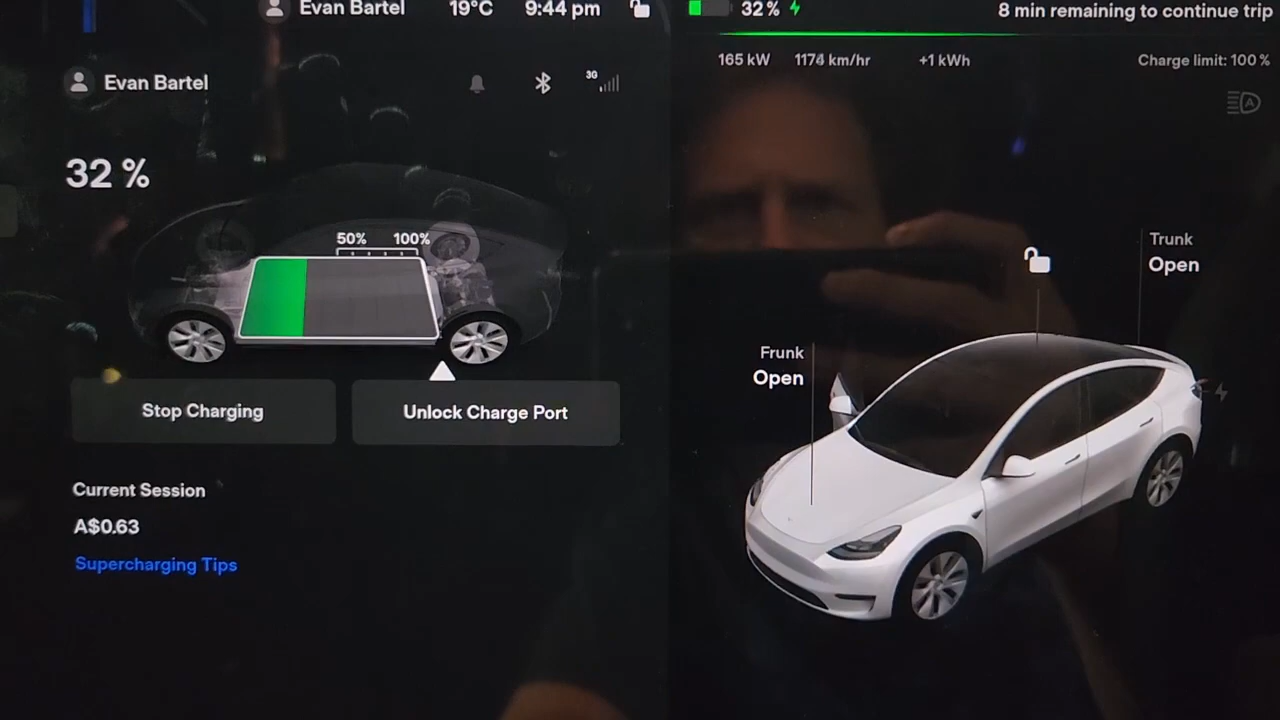 Evan Bartel 19°C 9:44 pm
Evan Bartel 3G
32 %
50% 100%
Stop Charging Unlock Charge Port
Current Session
A$0.63
Supercharging Tips
32 % 8 min remaining to continue trip
165 kW 1174 km/hr +1 kWh Charge limit: 100 %
A
Trunk
Open
Frunk
Open